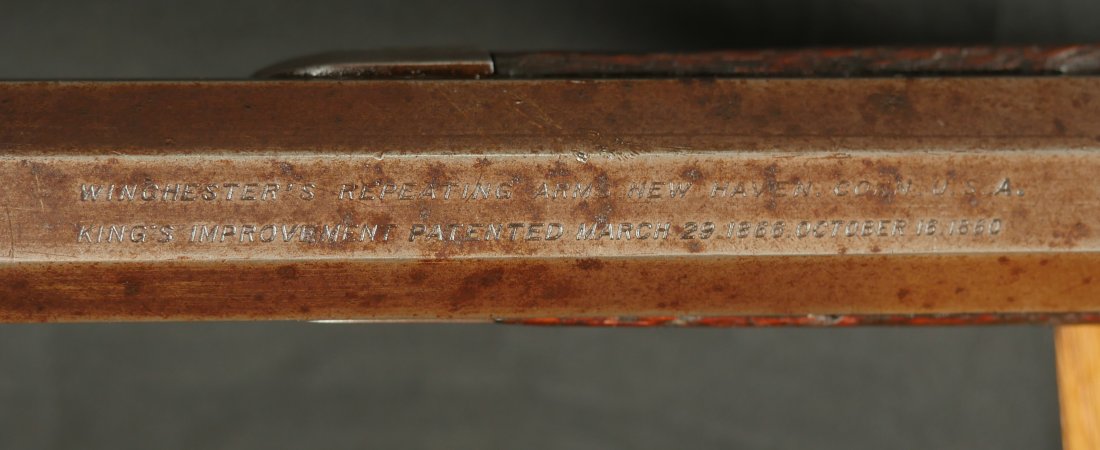 WINCHESTER'S REPEATING ARMS NEW HAVEN. CONN. U.S.A.
KING'S IMPROVEMENT PATENTED MARCH 29 1866. OCTOBER 16, 1860